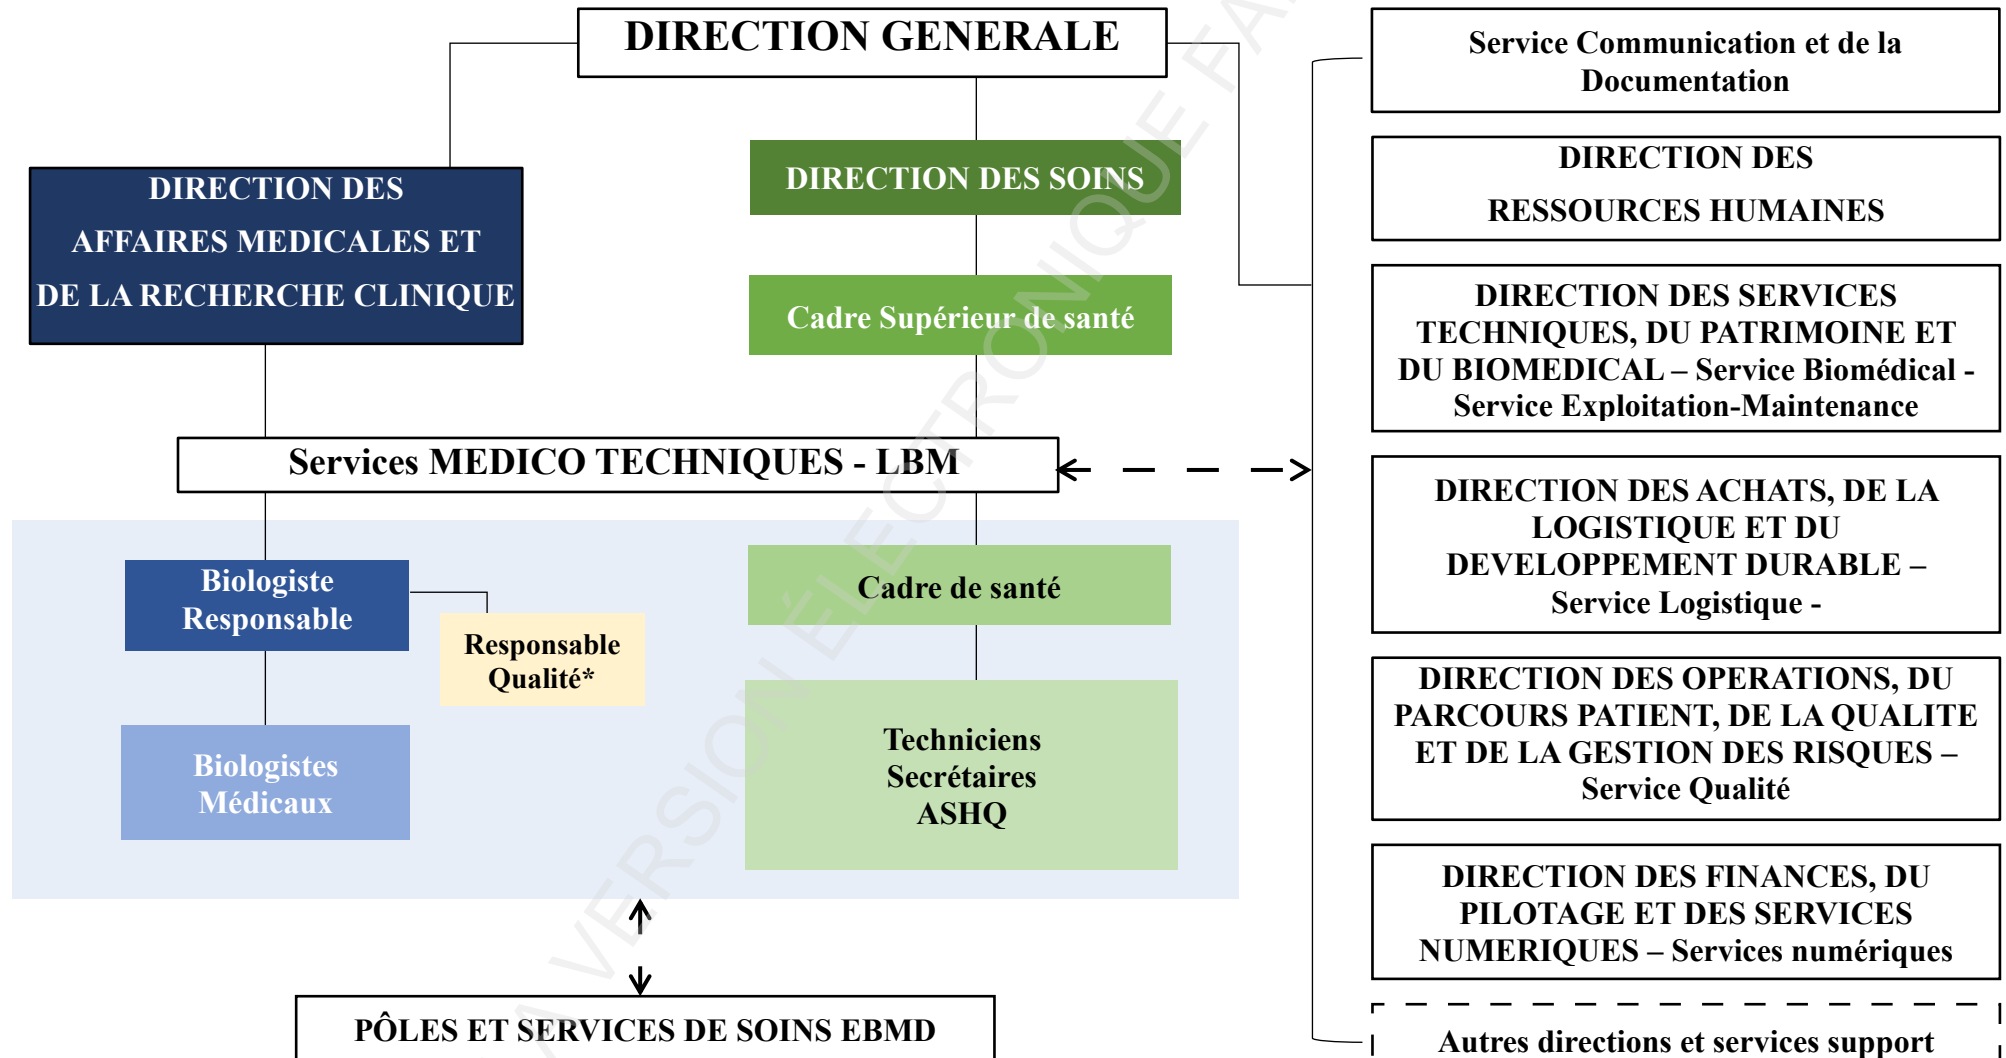 DIRECTION GENERALE
DIRECTION DES
AFFAIRES MEDICALES ET
DE LA RECHERCHE CLINIQUE
DIRECTION DES SOINS
Cadre Supérieur de santé
Services MEDICO TECHNIQUES - LBM
Biologiste
Responsable
Responsable
Qualité*
Biologistes
Médicaux
Cadre de santé
Techniciens
Secrétaires
ASHQ
PÔLES ET SERVICES DE SOINS EBMD
Service Communication et de la
Documentation
DIRECTION DES
RESSOURCES HUMAINES
DIRECTION DES SERVICES
TECHNIQUES, DU PATRIMOINE ET
DU BIOMEDICAL – Service Biomédical -
Service Exploitation-Maintenance
DIRECTION DES ACHATS, DE LA
LOGISTIQUE ET DU
DEVELOPPEMENT DURABLE –
Service Logistique -
DIRECTION DES OPERATIONS, DU
PARCOURS PATIENT, DE LA QUALITE
ET DE LA GESTION DES RISQUES –
Service Qualité
DIRECTION DES FINANCES, DU
PILOTAGE ET DES SERVICES
NUMERIQUES – Services numériques
Autres directions et services support
VERSION ÉLECTRONIQUE